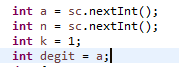 int a = sc.nextInt();
int n = sc.nextInt();
int k = 1;
int degit = a;